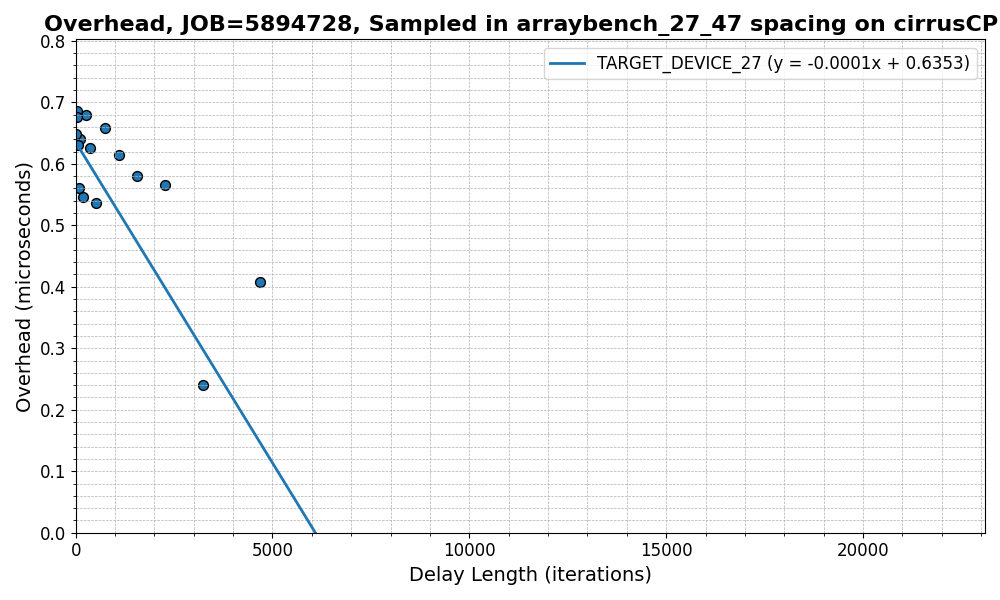 Overhead, JOB=5894728, Sampled in arraybench_27_47 spacing on cirrusCP
TARGET_DEVICE_27 (y = -0.0001x + 0.6353)
Overhead (microseconds)
0.8
0.7
0.6
0.5
0.4
0.3
0.2
0.1
0.0
0 5000 10000 15000 20000
Delay Length (iterations)